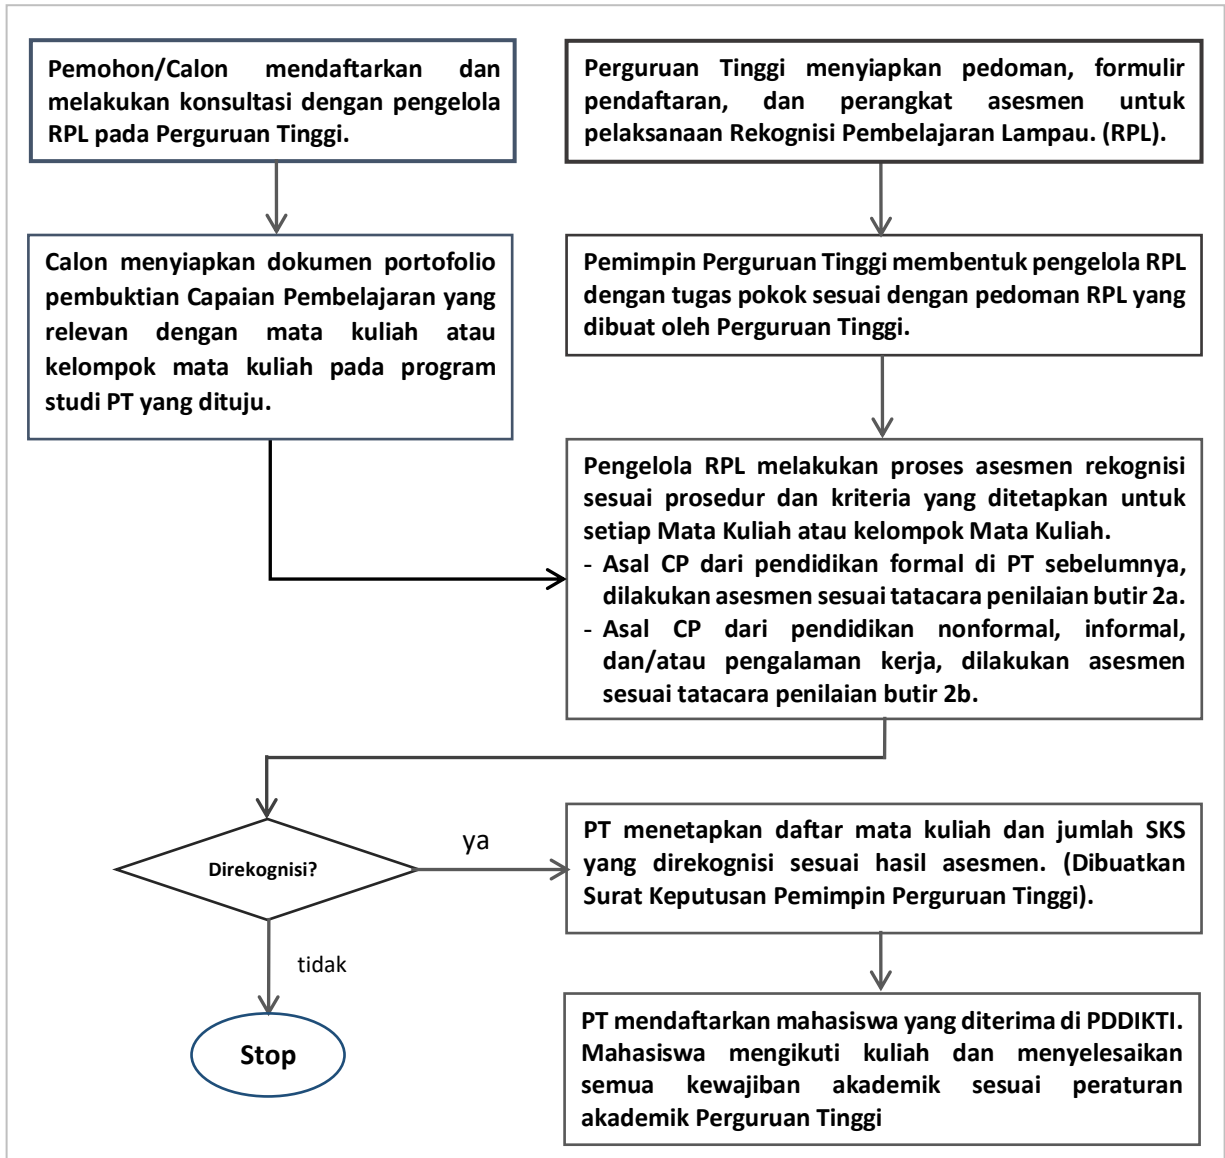 Pemohon/Calon mendaftarkan dan
melakukan konsultasi dengan pengelola
RPL pada Perguruan Tinggi.
Perguruan Tinggi menyiapkan pedoman, formulir
pendaftaran, dan perangkat asesmen untuk
pelaksanaan Rekognisi Pembelajaran Lampau. (RPL).
Calon menyiapkan dokumen portofolio
pembuktian Capaian Pembelajaran yang
relevan dengan mata kuliah atau
kelompok mata kuliah pada program
studi PT yang dituju.
Pemimpin Perguruan Tinggi membentuk pengelola RPL
dengan tugas pokok sesuai dengan pedoman RPL yang
dibuat oleh Perguruan Tinggi.
Pengelola RPL melakukan proses asesmen rekognisi
sesuai prosedur dan kriteria yang ditetapkan untuk
setiap Mata Kuliah atau kelompok Mata Kuliah.
- Asal CP dari pendidikan formal di PT sebelumnya,
dilakukan asesmen sesuai tatacara penilaian butir 2a.
- Asal CP dari pendidikan nonformal, informal,
dan/atau pengalaman kerja, dilakukan asesmen
sesuai tatacara penilaian butir 2b.
Direkognisi?
ya
PT menetapkan daftar mata kuliah dan jumlah SKS
yang direkognisi sesuai hasil asesmen. (Dibuatkan
Surat Keputusan Pemimpin Perguruan Tinggi).
tidak
Stop
PT mendaftarkan mahasiswa yang diterima di PDDIKTI.
Mahasiswa mengikuti kuliah dan menyelesaikan
semua kewajiban akademik sesuai peraturan
akademik Perguruan Tinggi